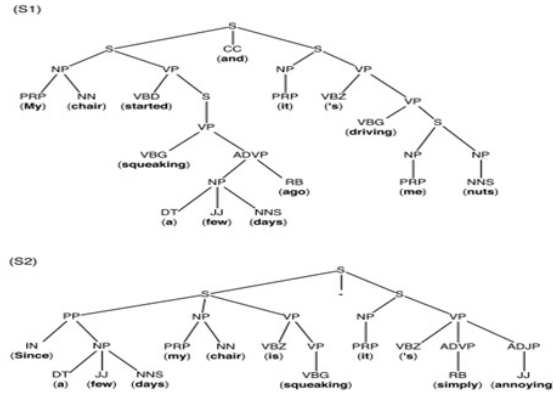 (S1)
S
S CC S
(and)
NP VP NP VP
PRP NN VBD S PRP VBZ VP
(My) (chair) (started) (it) ('s)
VP VBG S
(driving)
VBG ADVP NP NP
(squeaking)
NP RB PRP NNS
(ago) (me) (nuts)
DT JJ NNS
(a) (few) (days)
(S2)
S
S - S
PP NP VP NP VP
IN NP PRP NN VBZ VP PRP VBZ ADVP ADJP
(Since) (my) (chair) (is) (it) ('s)
DT JJ NNS VBG RB JJ
(a) (few) (days) (squeaking) (simply) (annoying)